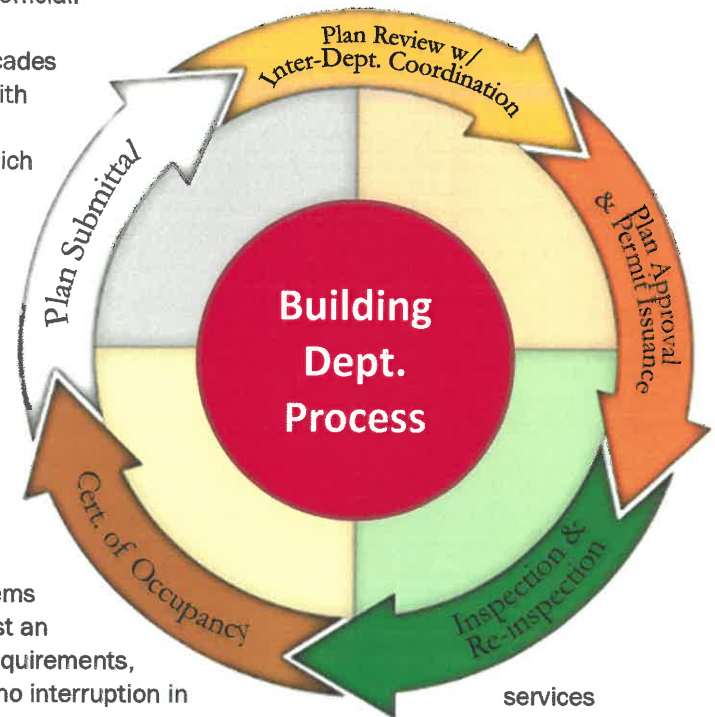 official.
cades
ith
ich
Plan Submittal
Plan Review w/
Inter-Dept. Coordination
Plan Approval
& Permit Issuance
Building
Dept.
Process
Inspection &
Re-inspection
Cert. of Occupancy
ems
st an
quirements,
no interruption in services